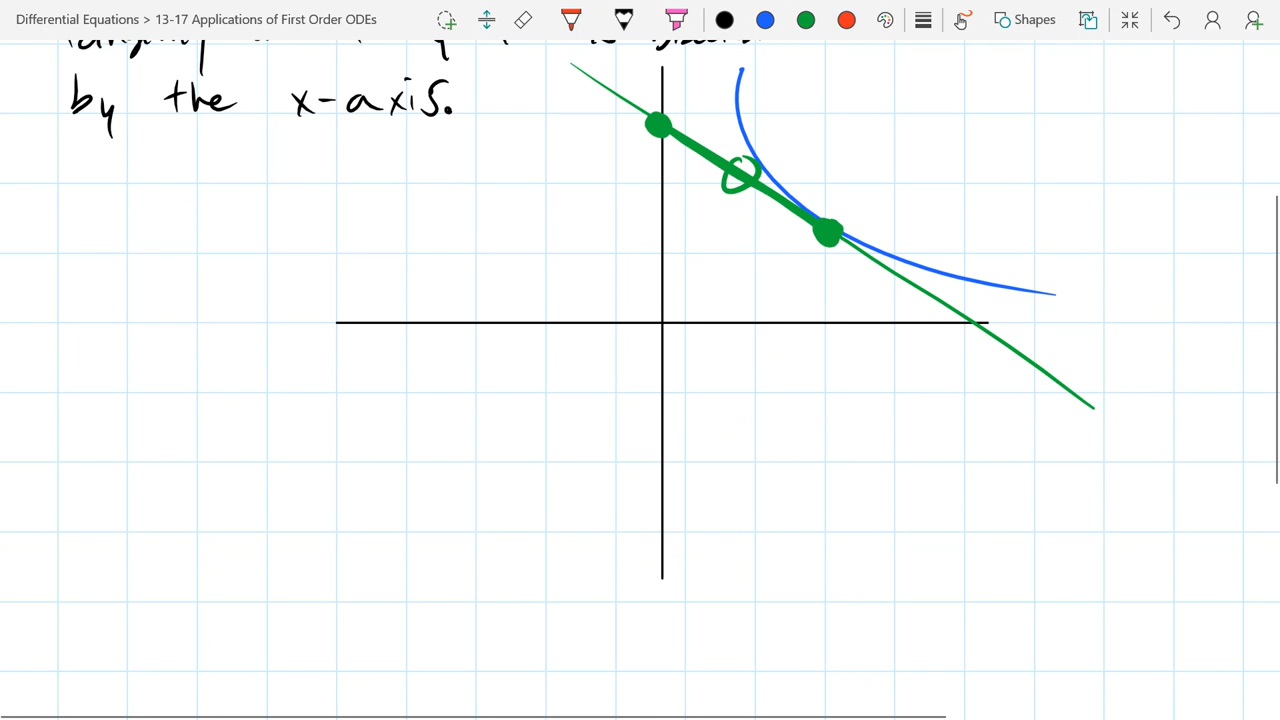 Differential Equations > 13-17 Applications of First Order ODEs
Shapes
by the x-axis.